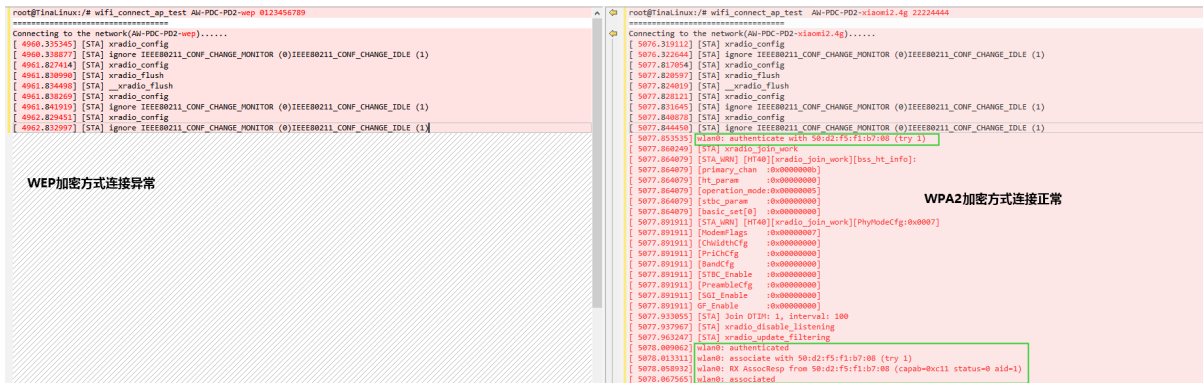 root@TinaLinux:/# wifi_connect_ap_test AW-PDC-PD2-wep 0123456789
=================================
Connecting to the network(AW-PDC-PD2-wep)......
[ 4960.335345] [STA] xradio_config
[ 4960.338877] [STA] ignore IEEE80211_CONF_CHANGE_MONITOR (0)IEEE80211_CONF_CHANGE_IDLE (1)
[ 4961.827414] [STA] xradio_config
[ 4961.830990] [STA] xradio_flush
[ 4961.834498] [STA] __xradio_flush
[ 4961.838269] [STA] xradio_config
[ 4961.841919] [STA] ignore IEEE80211_CONF_CHANGE_MONITOR (0)IEEE80211_CONF_CHANGE_IDLE (1)
[ 4962.829451] [STA] xradio_config
[ 4962.832997] [STA] ignore IEEE80211_CONF_CHANGE_MONITOR (0)IEEE80211_CONF_CHANGE_IDLE (1)
WEP加密方式连接异常
root@TinaLinux:/# wifi_connect_ap_test  AW-PDC-PD2-xiaomi2.4g 22224444
=================================
Connecting to the network(AW-PDC-PD2-xiaomi2.4g)......
[ 5076.319112] [STA] xradio_config
[ 5076.322644] [STA] ignore IEEE80211_CONF_CHANGE_MONITOR (0)IEEE80211_CONF_CHANGE_IDLE (1)
[ 5077.817054] [STA] xradio_config
[ 5077.820597] [STA] xradio_flush
[ 5077.824019] [STA] __xradio_flush
[ 5077.828121] [STA] xradio_config
[ 5077.831645] [STA] ignore IEEE80211_CONF_CHANGE_MONITOR (0)IEEE80211_CONF_CHANGE_IDLE (1)
[ 5077.840878] [STA] xradio_config
[ 5077.844450] [STA] ignore IEEE80211_CONF_CHANGE_MONITOR (0)IEEE80211_CONF_CHANGE_IDLE (1)
[ 5077.853535] wlan0: authenticate with 50:d2:f5:f1:b7:08 (try 1)
[ 5077.860249] [STA] xradio_join_work
[ 5077.864079] [STA_WRN] [HT40][xradio_join_work][bss_ht_info]:
[ 5077.864079] [primary_chan  :0x0000000b]
[ 5077.864079] [ht_param      :0x00000000]
[ 5077.864079] [operation_mode:0x00000005]
[ 5077.864079] [stbc_param    :0x00000000]
[ 5077.864079] [basic_set[0]  :0x00000000]
[ 5077.891911] [STA_WRN] [HT40][xradio_join_work][PhyModeCfg:0x0007]
[ 5077.891911] [ModemFlags    :0x00000007]
[ 5077.891911] [ChWidthCfg    :0x00000000]
[ 5077.891911] [PriChCfg      :0x00000000]
[ 5077.891911] [BandCfg       :0x00000000]
[ 5077.891911] [STBC_Enable   :0x00000000]
[ 5077.891911] [PreambleCfg   :0x00000000]
[ 5077.891911] [SGI_Enable    :0x00000000]
[ 5077.891911] GF_Enable      :0x00000000]
[ 5077.933055] [STA] Join DTIM: 1, interval: 100
[ 5077.937967] [STA] xradio_disable_listening
[ 5077.963247] [STA] xradio_update_filtering
[ 5078.009062] wlan0: authenticated
[ 5078.013311] wlan0: associate with 50:d2:f5:f1:b7:08 (try 1)
[ 5078.058932] wlan0: RX AssocResp from 50:d2:f5:f1:b7:08 (capab=0xc11 status=0 aid=1)
[ 5078.067565] wlan0: associated
WPA2加密方式连接正常